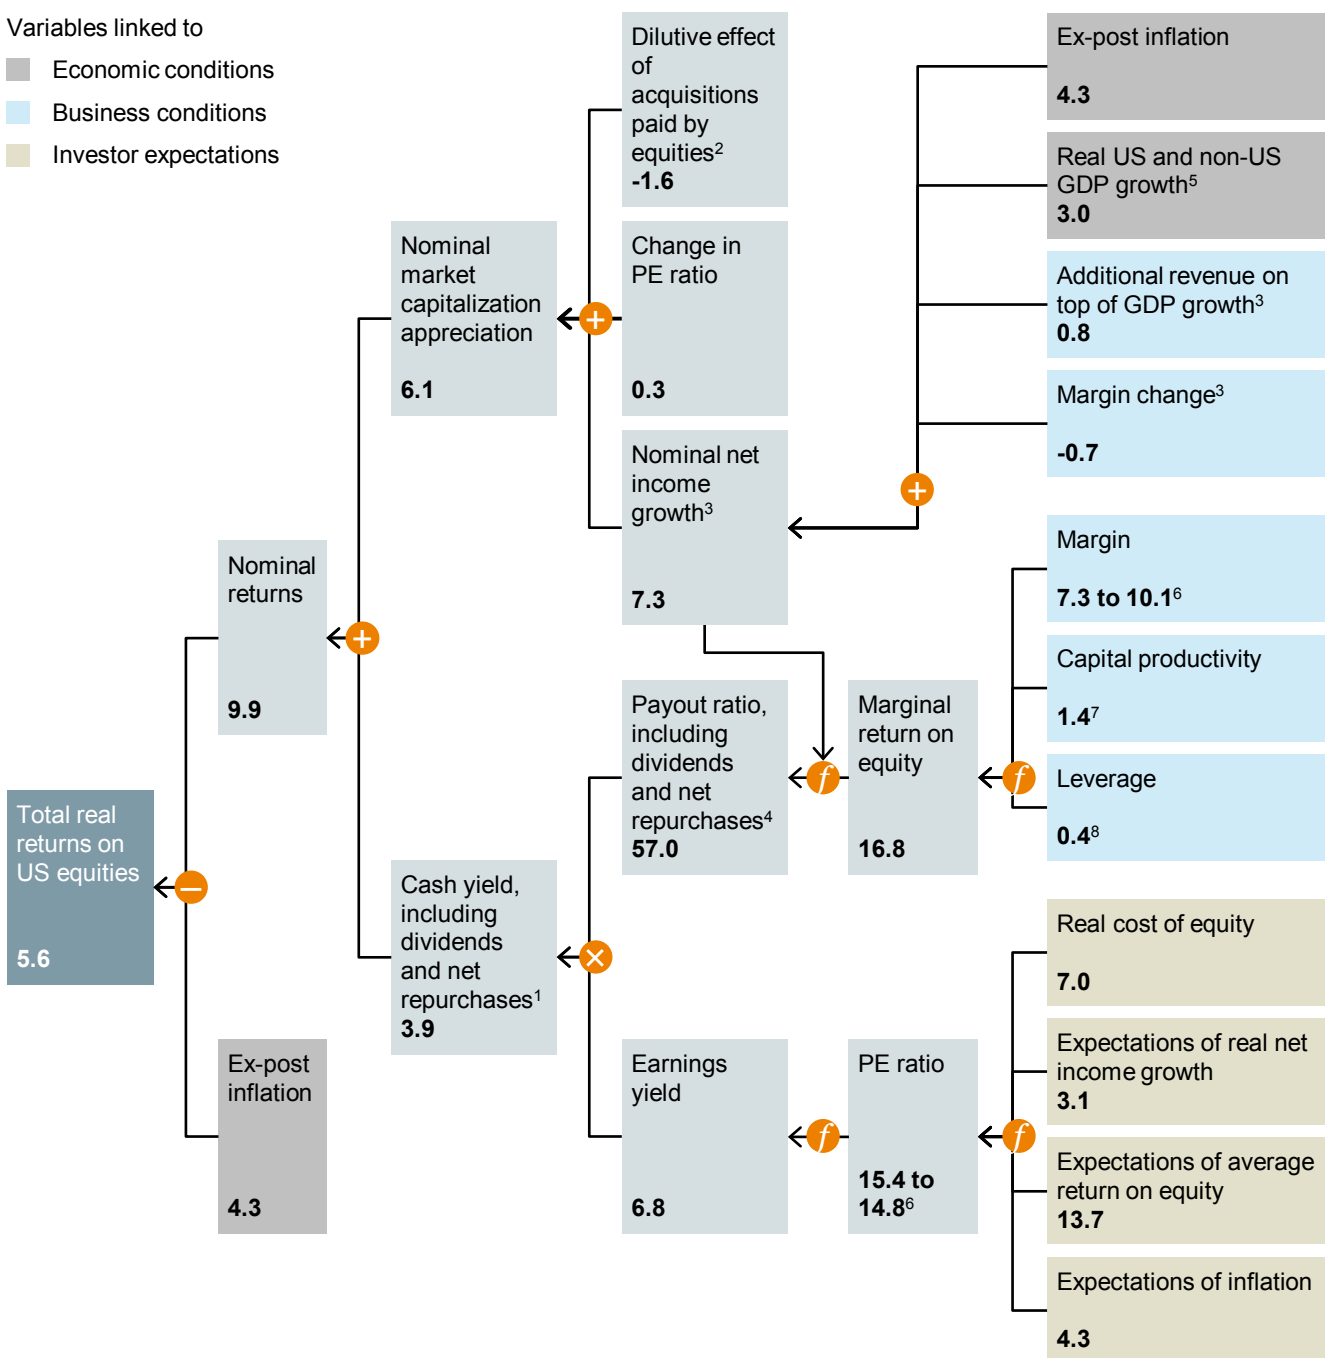 Variables linked to
Economic conditions
Business conditions
Investor expectations
Total real
returns on
US equities
5.6
−
Nominal
returns
9.9
Ex-post
inflation
4.3
+
Nominal
market
capitalization
appreciation
6.1
Cash yield,
including
dividends
and net
repurchases1
3.9
+
×
Dilutive effect
of
acquisitions
paid by
equities2
-1.6
Change in
PE ratio
0.3
Nominal net
income
growth3
7.3
Payout ratio,
including
dividends
and net
repurchases4
57.0
Earnings
yield
6.8
f
f
Marginal
return on
equity
16.8
PE ratio
15.4 to
14.86
+
f
f
Ex-post inflation
4.3
Real US and non-US
GDP growth5
3.0
Additional revenue on
top of GDP growth3
0.8
Margin change3
-0.7
Margin
7.3 to 10.16
Capital productivity
1.47
Leverage
0.48
Real cost of equity
7.0
Expectations of real net
income growth
3.1
Expectations of average
return on equity
13.7
Expectations of inflation
4.3